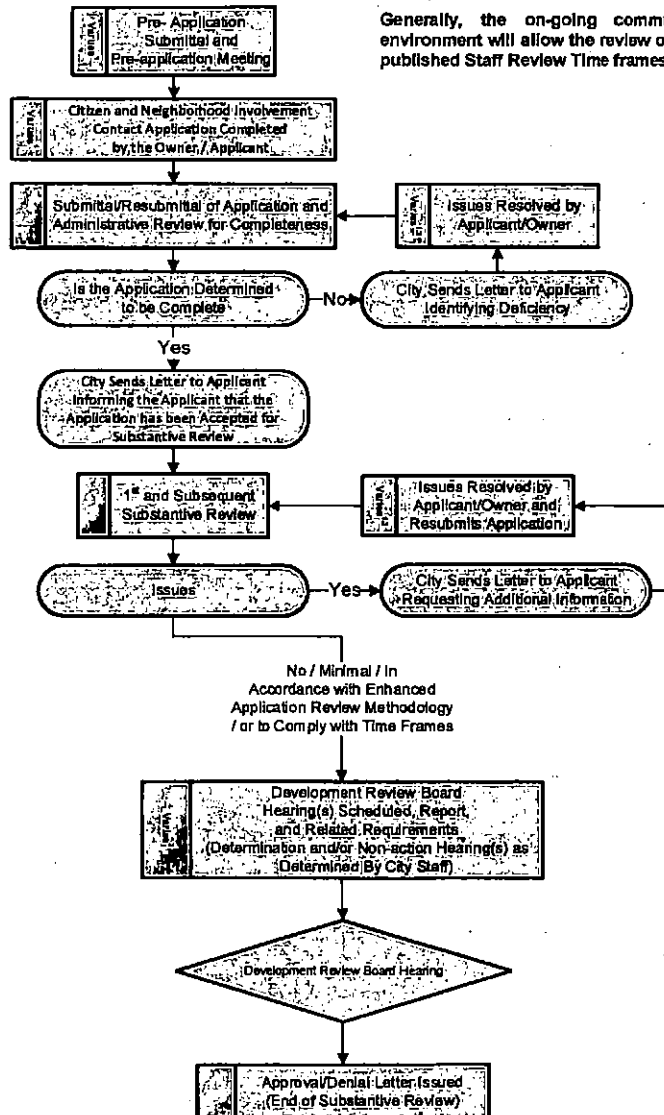 Generally, the on-going comm
environment will allow the review o
published Staff Review Time frames
Pre- Application
Submittal and
Pre-application Meeting
Varies
Citizen and Neighborhood Involvement
Contact Application Completed
by the Owner / Applicant
Varies
Submittal/Resubmittal of Application and
Administrative Review for Completeness
Issues Resolved by
Applicant/Owner
Is the Application Determined
to be Complete
No
City Sends Letter to Applicant
Identifying Deficiency
Yes
City Sends Letter to Applicant
Informing the Applicant that the
Application has been Accepted for
Substantive Review
1st and Subsequent
Substantive Review
Issues Resolved by
Applicant/Owner and
Resubmits Application
Issues
Yes
City Sends Letter to Applicant
Requesting Additional Information
No / Minimal / In
Accordance with Enhanced
Application Review Methodology
/ or to Comply with Time Frames
Development Review Board
Hearing(s) Scheduled, Report,
and Related Requirements
(Determination and/or Non-action Hearing(s) as
Determined By City Staff)
Development Review Board Hearing
Approval/Denial Letter Issued
(End of Substantive Review)